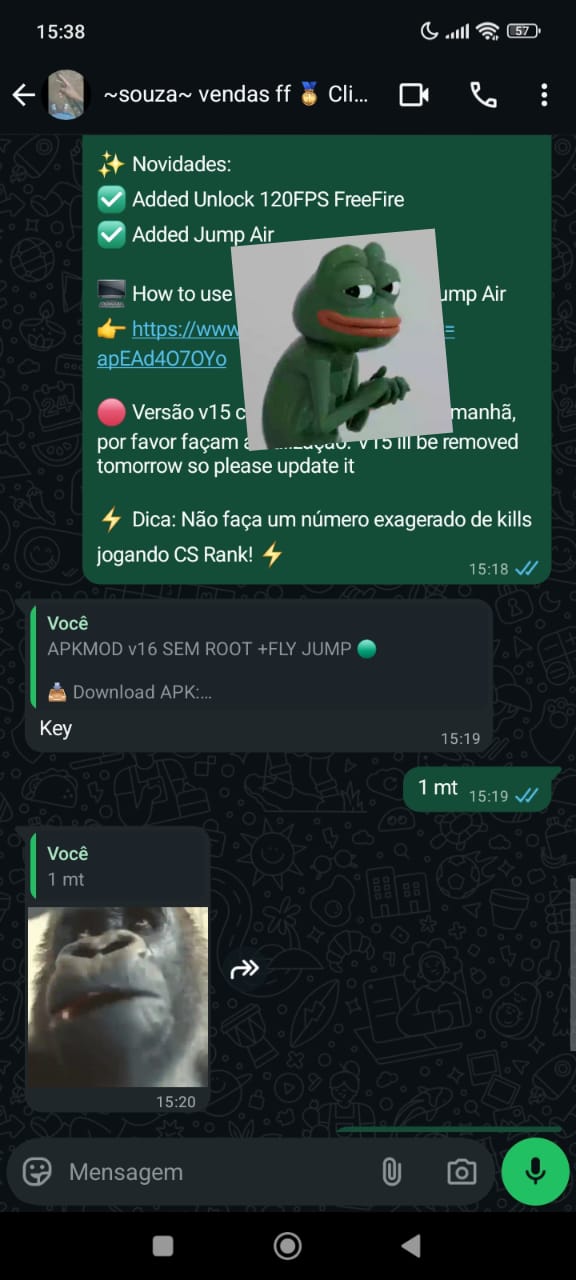 15:38
57
~souza~ vendas ff 🏅 Cli...
✨ Novidades:
✅ Added Unlock 120FPS FreeFire
✅ Added Jump Air
💻 How to use
ump Air
👉 https://www
=
apEAd4O7OYo
🔴 Versão v15 c
manhã,
por favor façam a
V15 ill be removed
tomorrow so please update it
⚡ Dica: Não faça um número exagerado de kills
jogando CS Rank! ⚡
15:18
Você
APKMOD v16 SEM ROOT +FLY JUMP 🟢
📥 Download APK:...
Key
15:19
1 mt
15:19
Você
1 mt
15:20
Mensagem